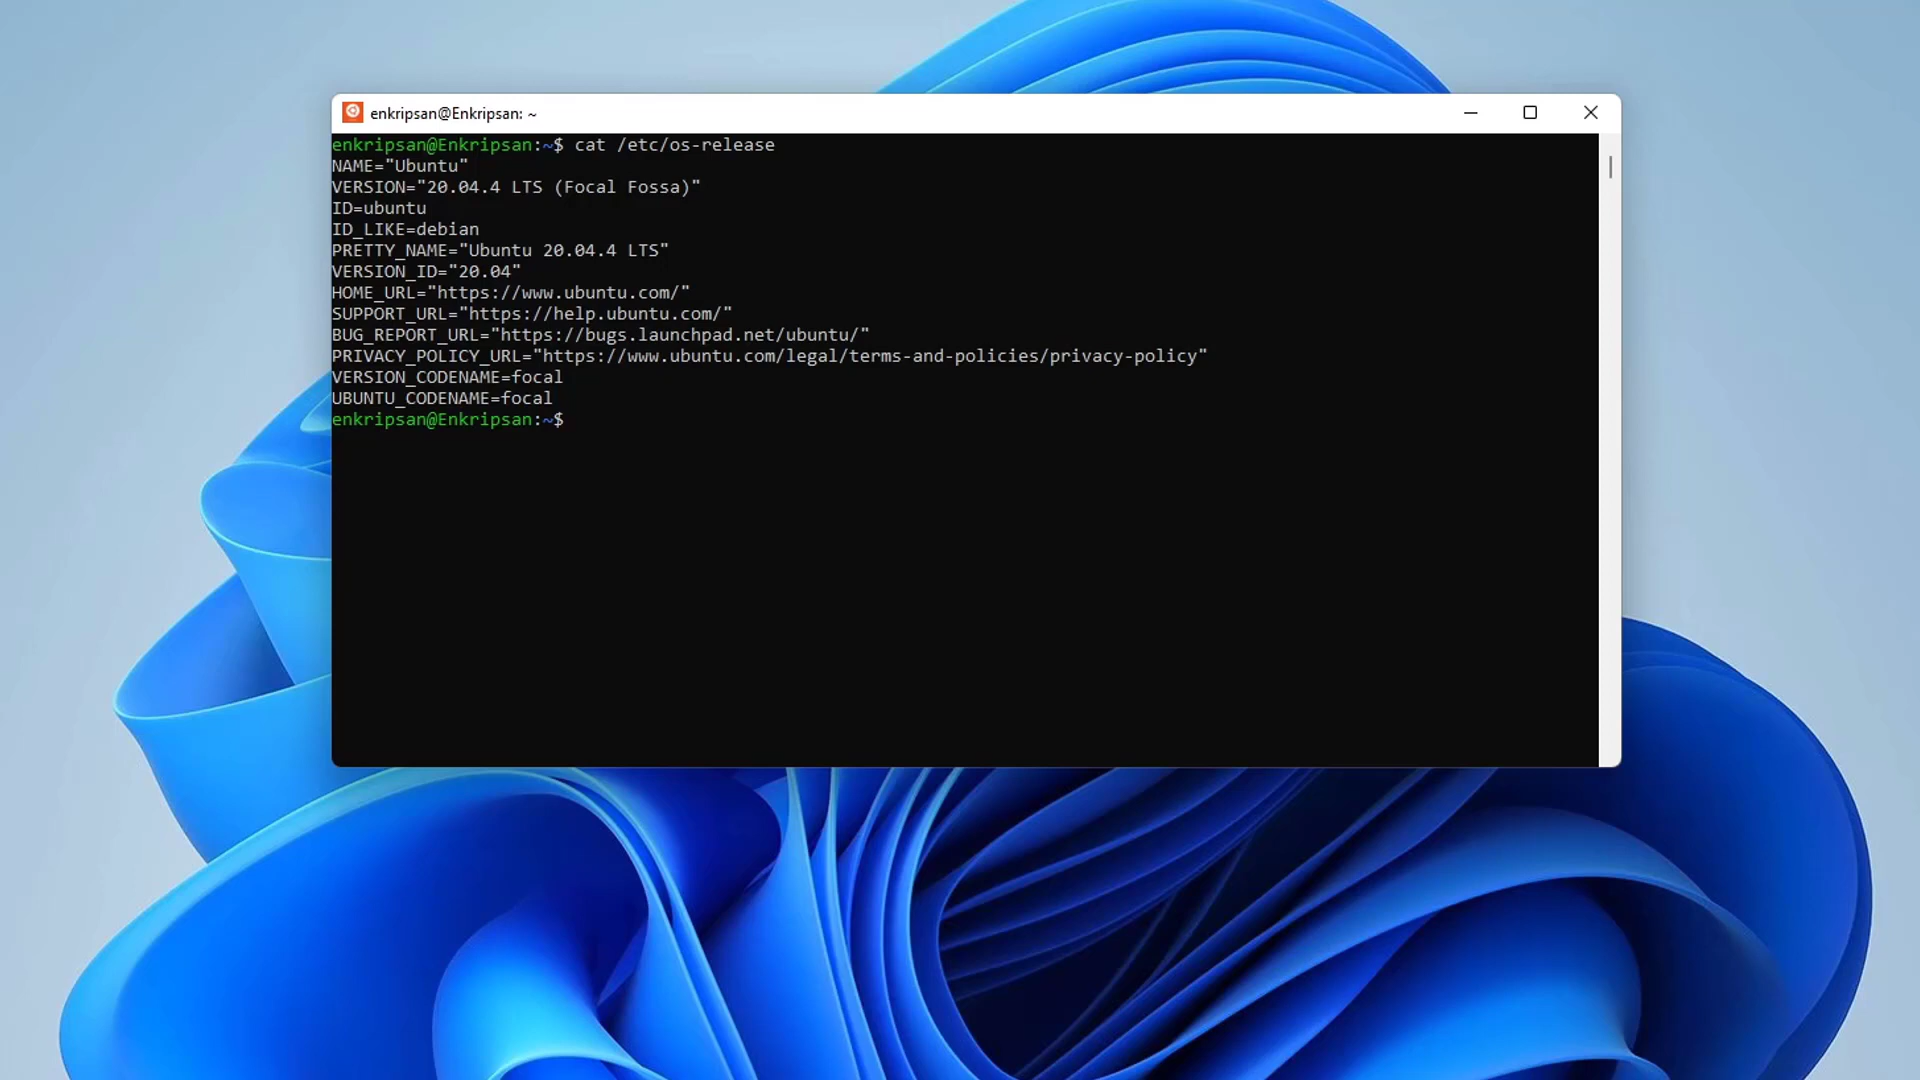 enkripsan@Enkripsan: ~
enkripsan@Enkripsan:~$ cat /etc/os-release
NAME="Ubuntu"
VERSION="20.04.4 LTS (Focal Fossa)"
ID=ubuntu
ID_LIKE=debian
PRETTY_NAME="Ubuntu 20.04.4 LTS"
VERSION_ID="20.04"
HOME_URL="https://www.ubuntu.com/"
SUPPORT_URL="https://help.ubuntu.com/"
BUG_REPORT_URL="https://bugs.launchpad.net/ubuntu/"
PRIVACY_POLICY_URL="https://www.ubuntu.com/legal/terms-and-policies/privacy-policy"
VERSION_CODENAME=focal
UBUNTU_CODENAME=focal
enkripsan@Enkripsan:~$